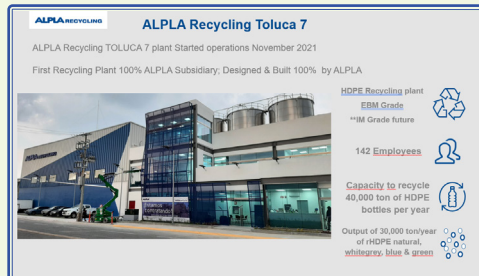 ALPLA RECYCLING
ALPLA Recycling Toluca 7
ALPLA Recycling TOLUCA 7 plant Started operations November 2021
First Recycling Plant 100% ALPLA Subsidiary; Designed & Built 100% by ALPLA
HDPE Recycling plant
EBM Grade
**IM Grade future
142 Employees
Capacity to recycle
40,000 ton of HDPE
bottles per year
Output of 30,000 ton/year
of rHDPE natural,
whitegrey, blue & green